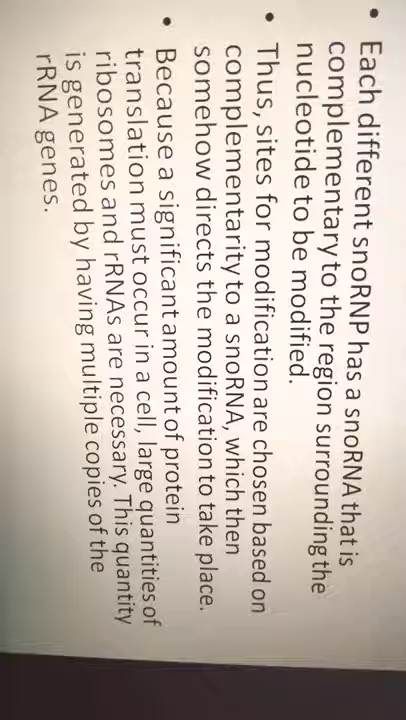 • Each different snoRNP has a snoRNA that is
complementary to the region surrounding the
nucleotide to be modified.
• Thus, sites for modification are chosen based on
complementarity to a snoRNA, which then
somehow directs the modification to take place.
• Because a significant amount of protein
translation must occur in a cell, large quantities of
ribosomes and rRNAs are necessary. This quantity
is generated by having multiple copies of the
rRNA genes.